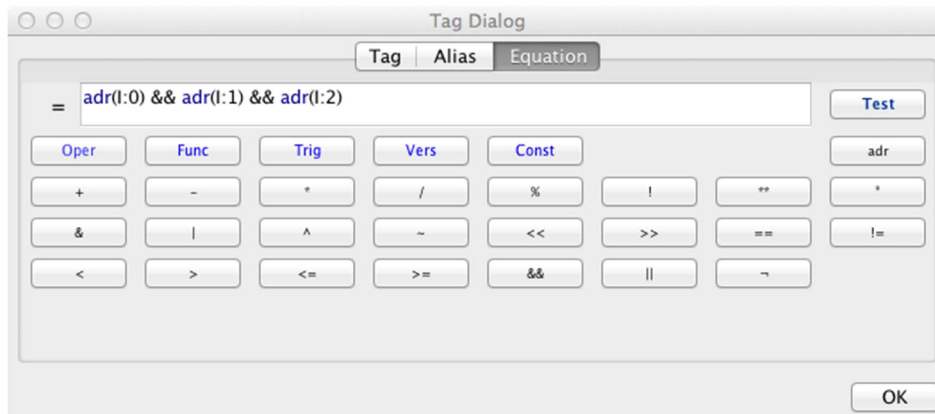 Tag Dialog
Tag Alias Equation
= adr(I:0) && adr(I:1) && adr(I:2) Test
Oper Func Trig Vers Const adr
+ - * / % ! ** °
& | ^ ~ << >> == !=
< > <= >= && || ¬
OK